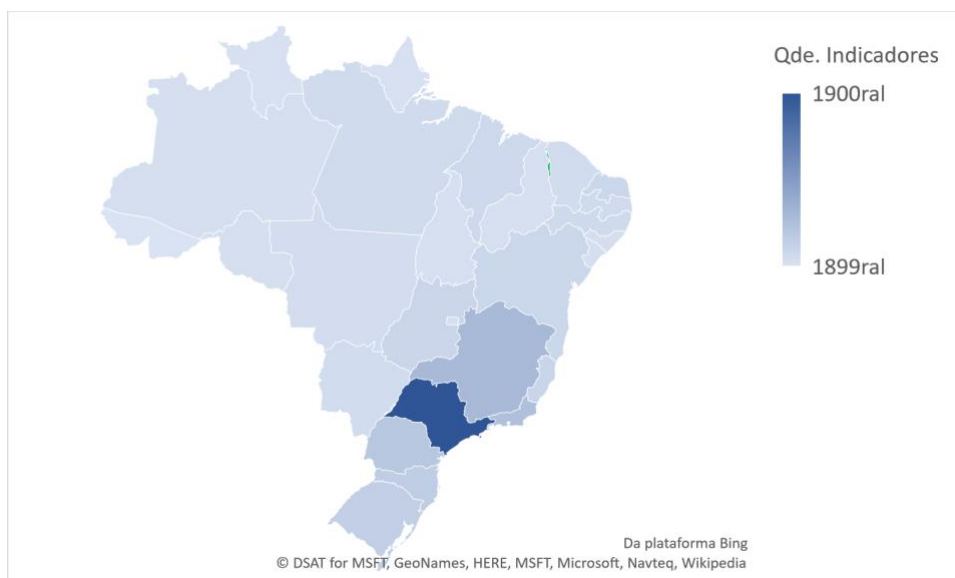 Qde. Indicadores
1900ral
1899ral
Da plataforma Bing
© DSAT for MSFT, GeoNames, HERE, MSFT, Microsoft, Navteq, Wikipedia